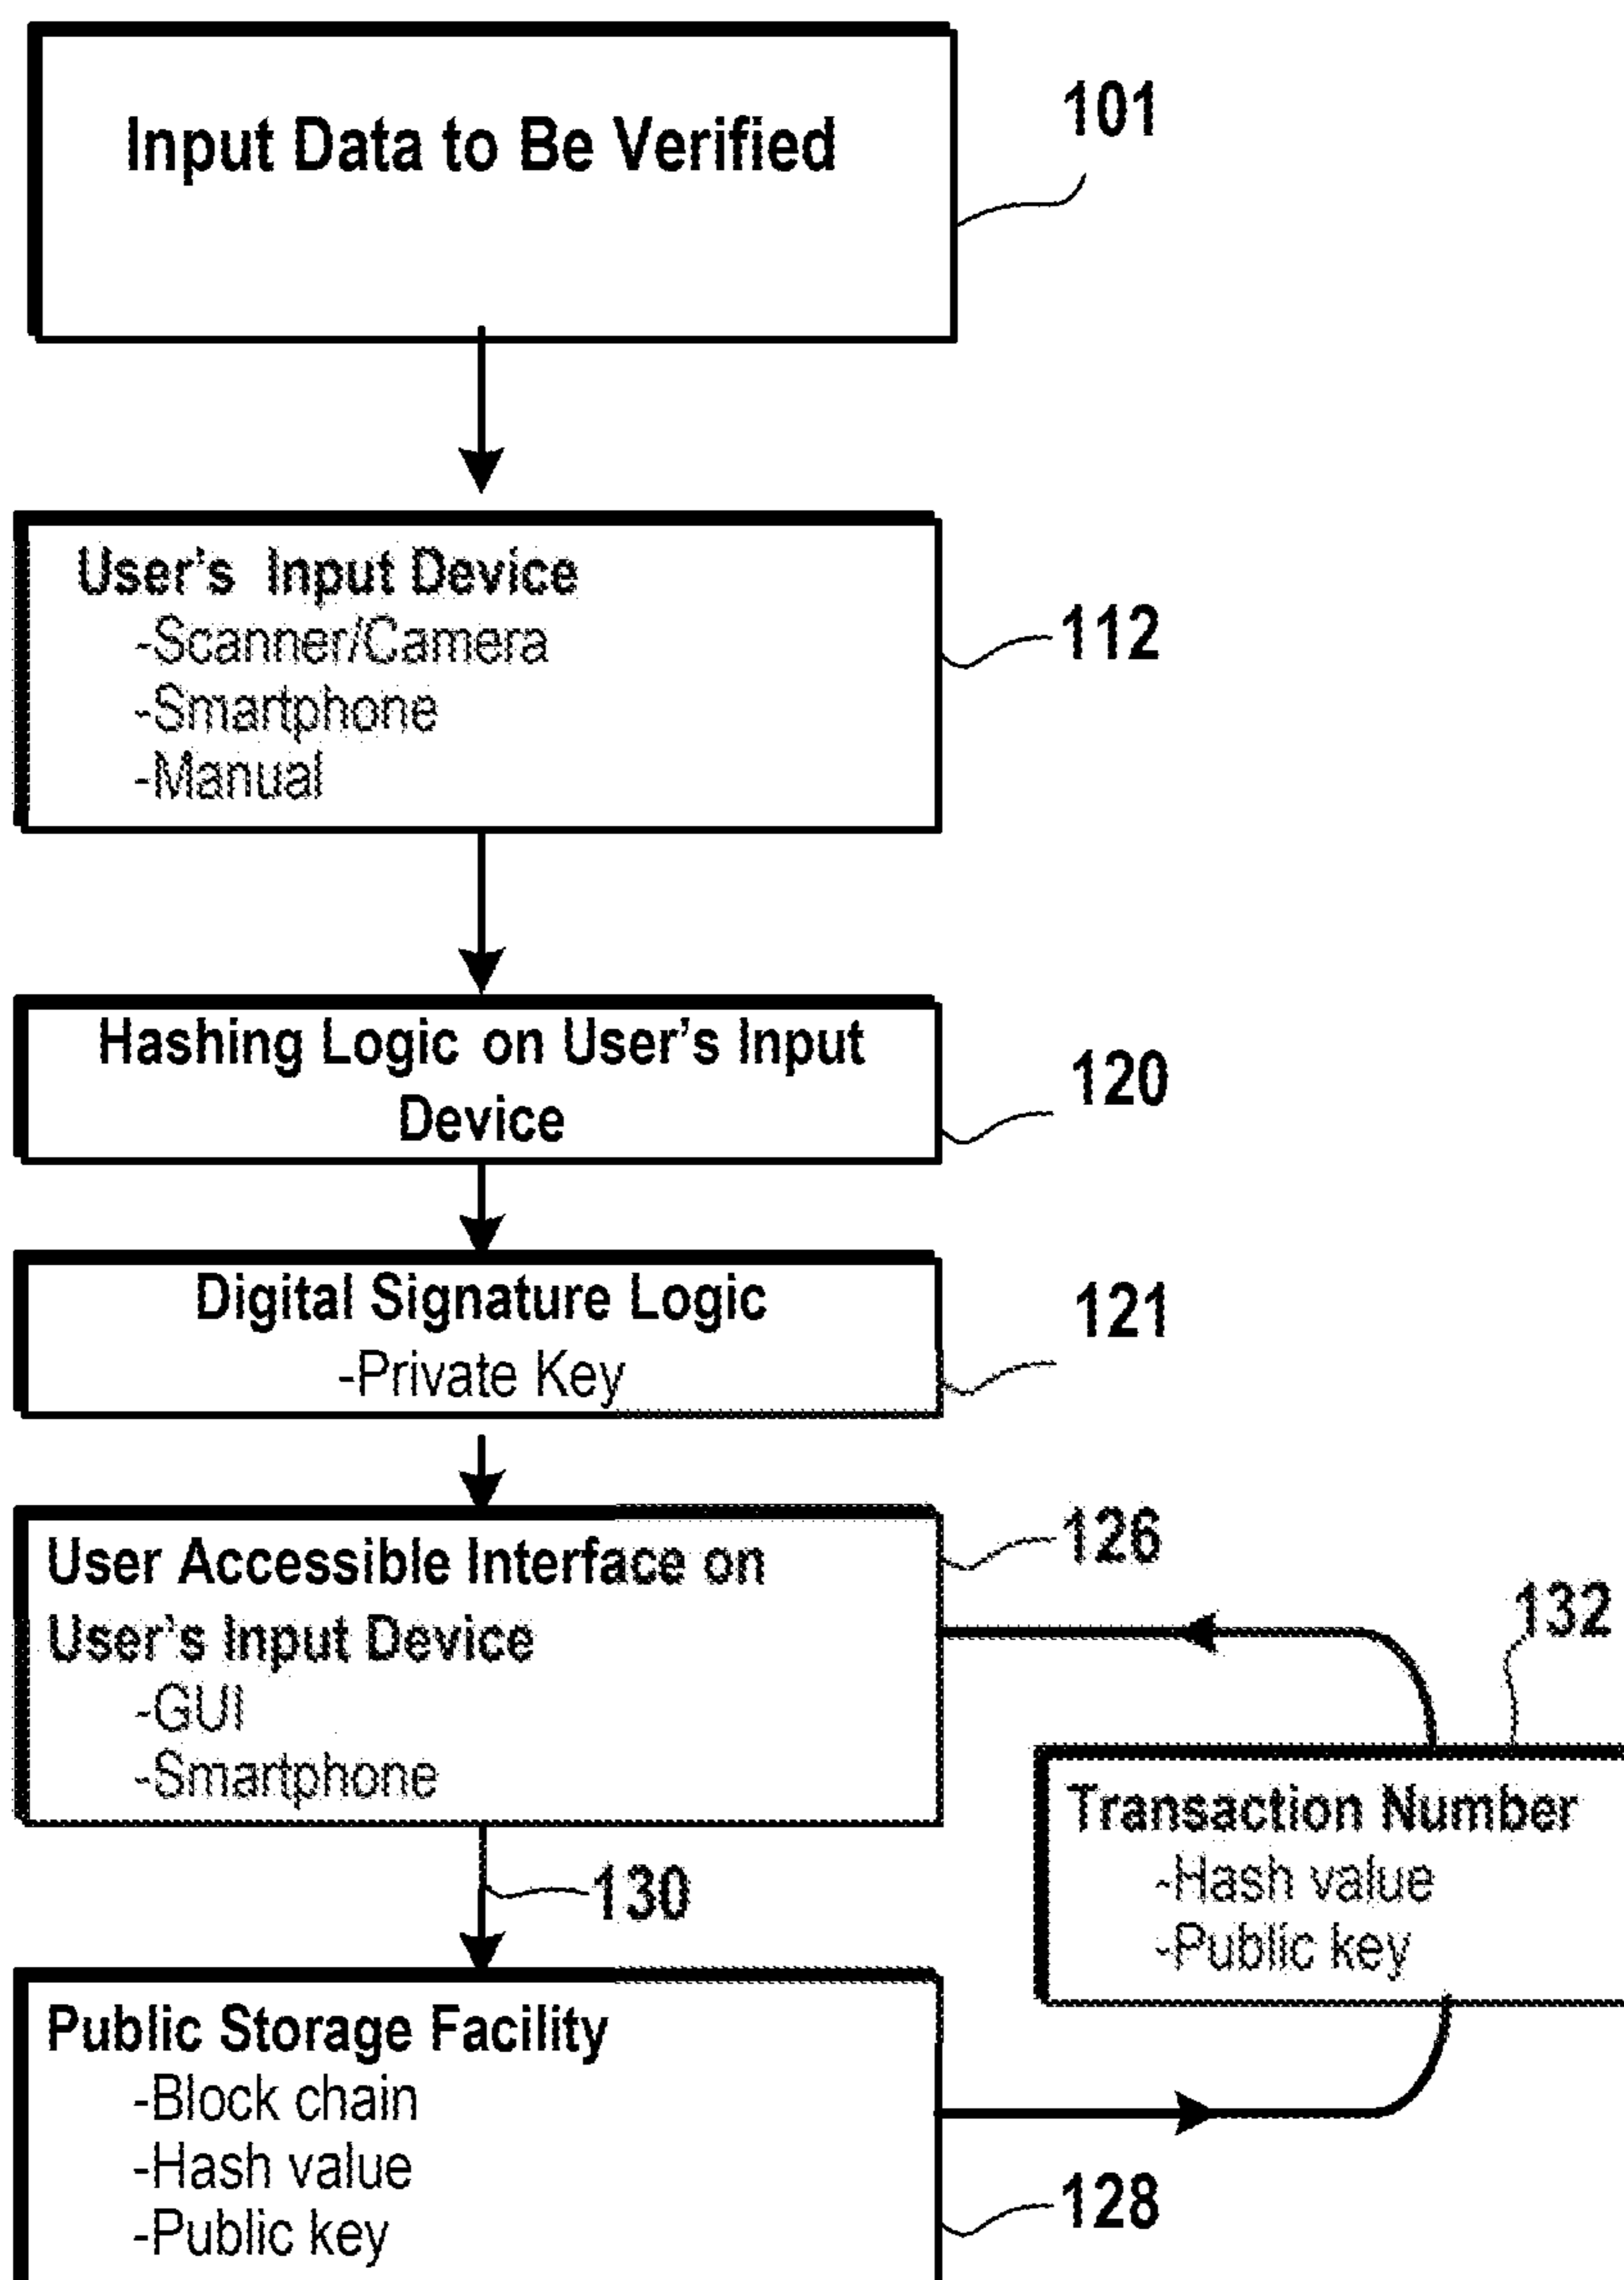 Input Data to Be Verified
101
User's Input Device
-Scanner/Camera
-Smartphone
-Manual
112
Hashing Logic on User's Input
Device
120
Digital Signature Logic
-Private Key
121
User Accessible Interface on
User's Input Device
-GUI
-Smartphone
126
132
Transaction Number
-Hash value
-Public key
130
Public Storage Facility
-Block chain
-Hash value
-Public key
128